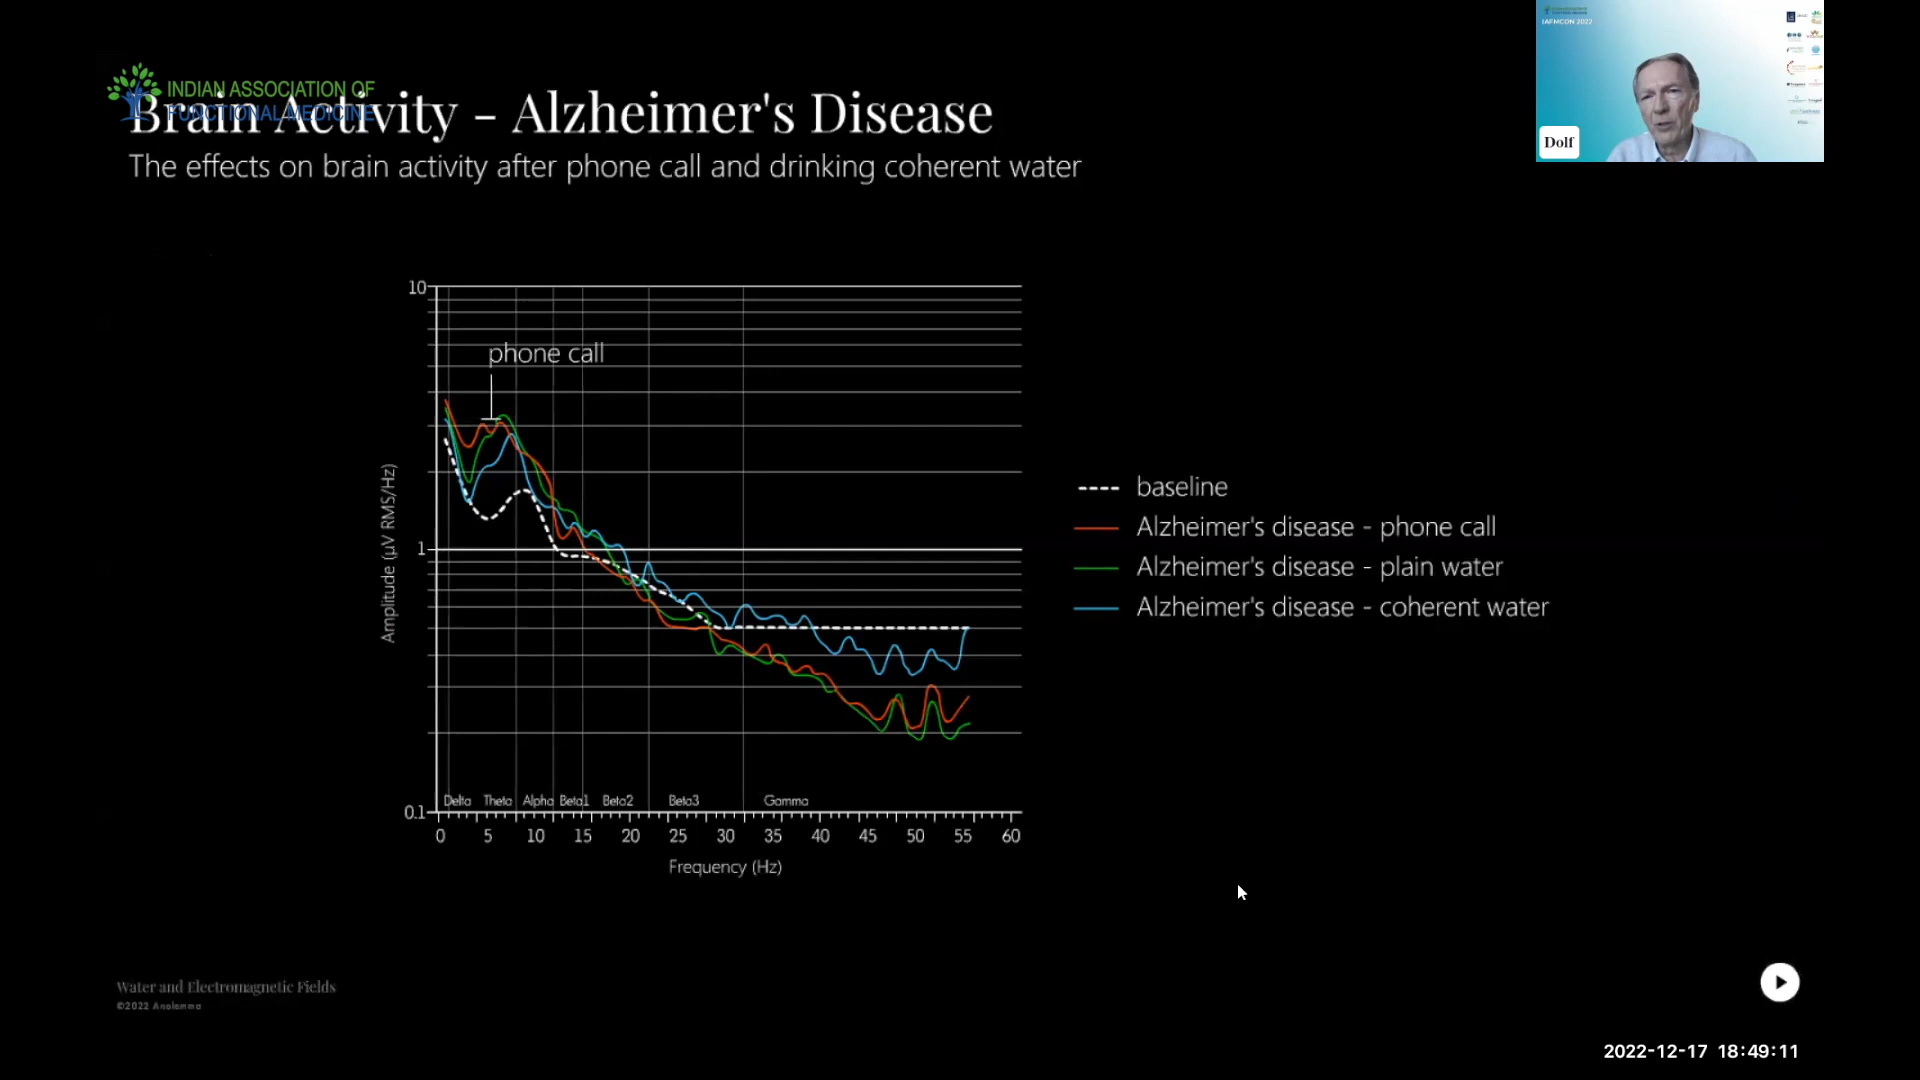 IAFMCON 2022
Dolf
INDIAN ASSOCIATION OF
FUNCTIONAL MEDICINE
Brain Activity - Alzheimer's Disease
The effects on brain activity after phone call and drinking coherent water
10
phone call
1
0.1
Amplitude (µV RMS/Hz)
Delta Theta Alpha Beta1 Beta2 Beta3 Gamma
0 5 10 15 20 25 30 35 40 45 50 55 60
Frequency (Hz)
baseline
Alzheimer's disease - phone call
Alzheimer's disease - plain water
Alzheimer's disease - coherent water
Water and Electromagnetic Fields
©2022 Analemma
2022-12-17 18:49:11